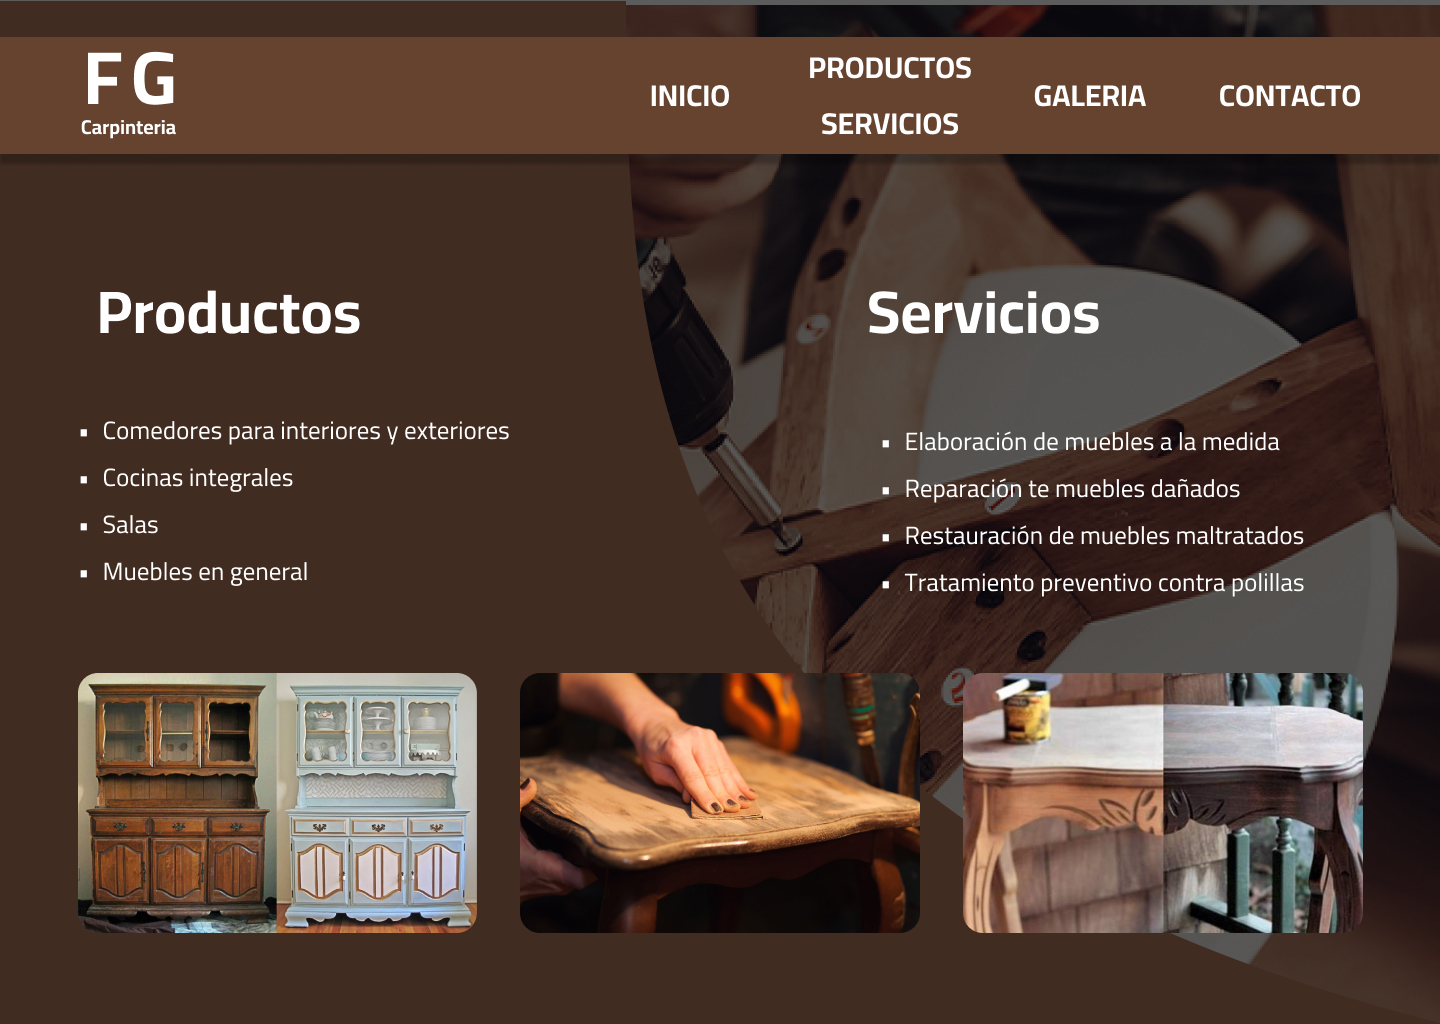 F G
Carpinteria
INICIO
PRODUCTOS
SERVICIOS
GALERIA
CONTACTO
Productos
▪ Comedores para interiores y exteriores
▪ Cocinas integrales
▪ Salas
▪ Muebles en general
Servicios
▪ Elaboración de muebles a la medida
▪ Reparación te muebles dañados
▪ Restauración de muebles maltratados
▪ Tratamiento preventivo contra polillas